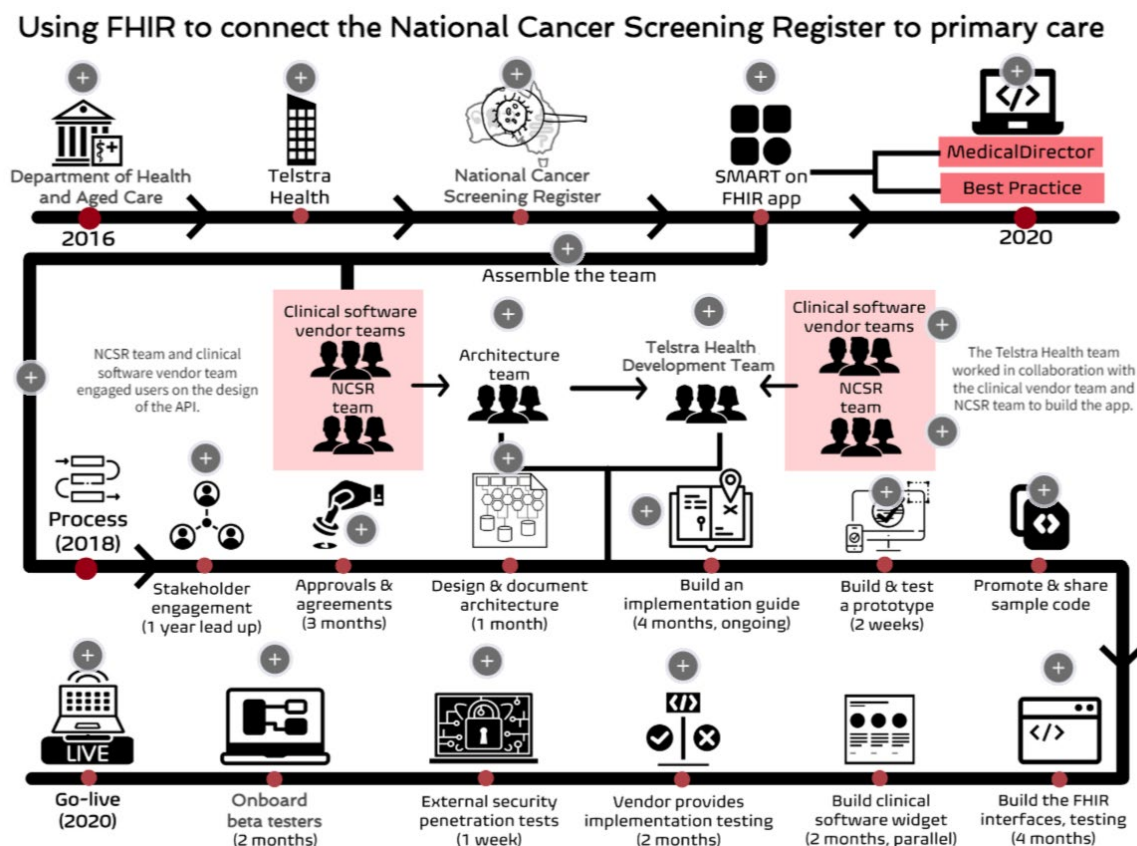 Using FHIR to connect the National Cancer Screening Register to primary care
Department of Health
and Aged Care
Telstra
Health
National Cancer
Screening Register
SMART on
FHIR app
MedicalDirector
Best Practice
2016
2020
Assemble the team
NCSR team and clinical
software vendor team
engaged users on the design
of the API.
Clinical software
vendor teams
NCSR
team
Architecture
team
Telstra Health
Development Team
Clinical software
vendor teams
NCSR
team
The Telstra Health team
worked in collaboration with
the clinical vendor team and
NCSR team to build the app.
Process
(2018)
Stakeholder
engagement
(1 year lead up)
Approvals &
agreements
(3 months)
Design & document
architecture
(1 month)
Build an
implementation guide
(4 months, ongoing)
Build & test
a prototype
(2 weeks)
Promote & share
sample code
LIVE
Go-live
(2020)
Onboard
beta testers
(2 months)
External security
penetration tests
(1 week)
Vendor provides
implementation testing
(2 months)
Build clinical
software widget
(2 months, parallel)
Build the FHIR
interfaces, testing
(4 months)